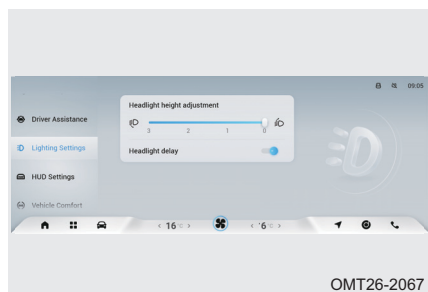 09:05
Headlight height adjustment
3 2 1 0
Headlight delay
Driver Assistance
Lighting Settings
HUD Settings
Vehicle Comfort
< 16 °c >
< °6 °c >
OMT26-2067